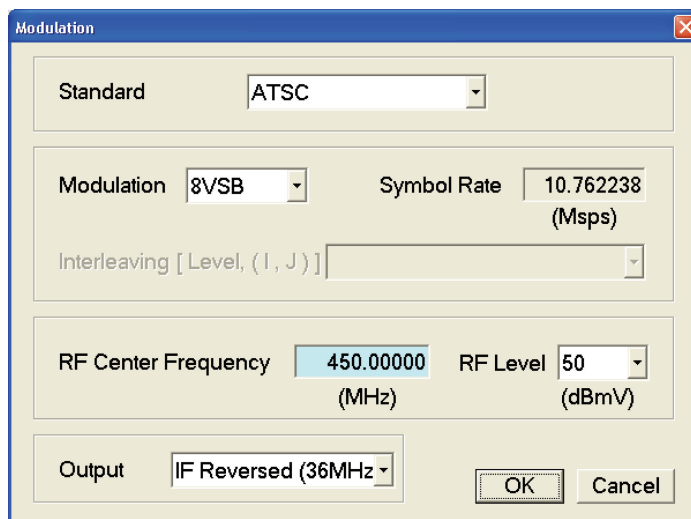 Modulation
Standard ATSC
Modulation 8VSB Symbol Rate 10.762238
(Msps)
Interleaving [ Level, ( I , J ) ]
RF Center Frequency 450.00000 RF Level 50
(MHz) (dBmV)
Output IF Reversed (36MHz
OK Cancel